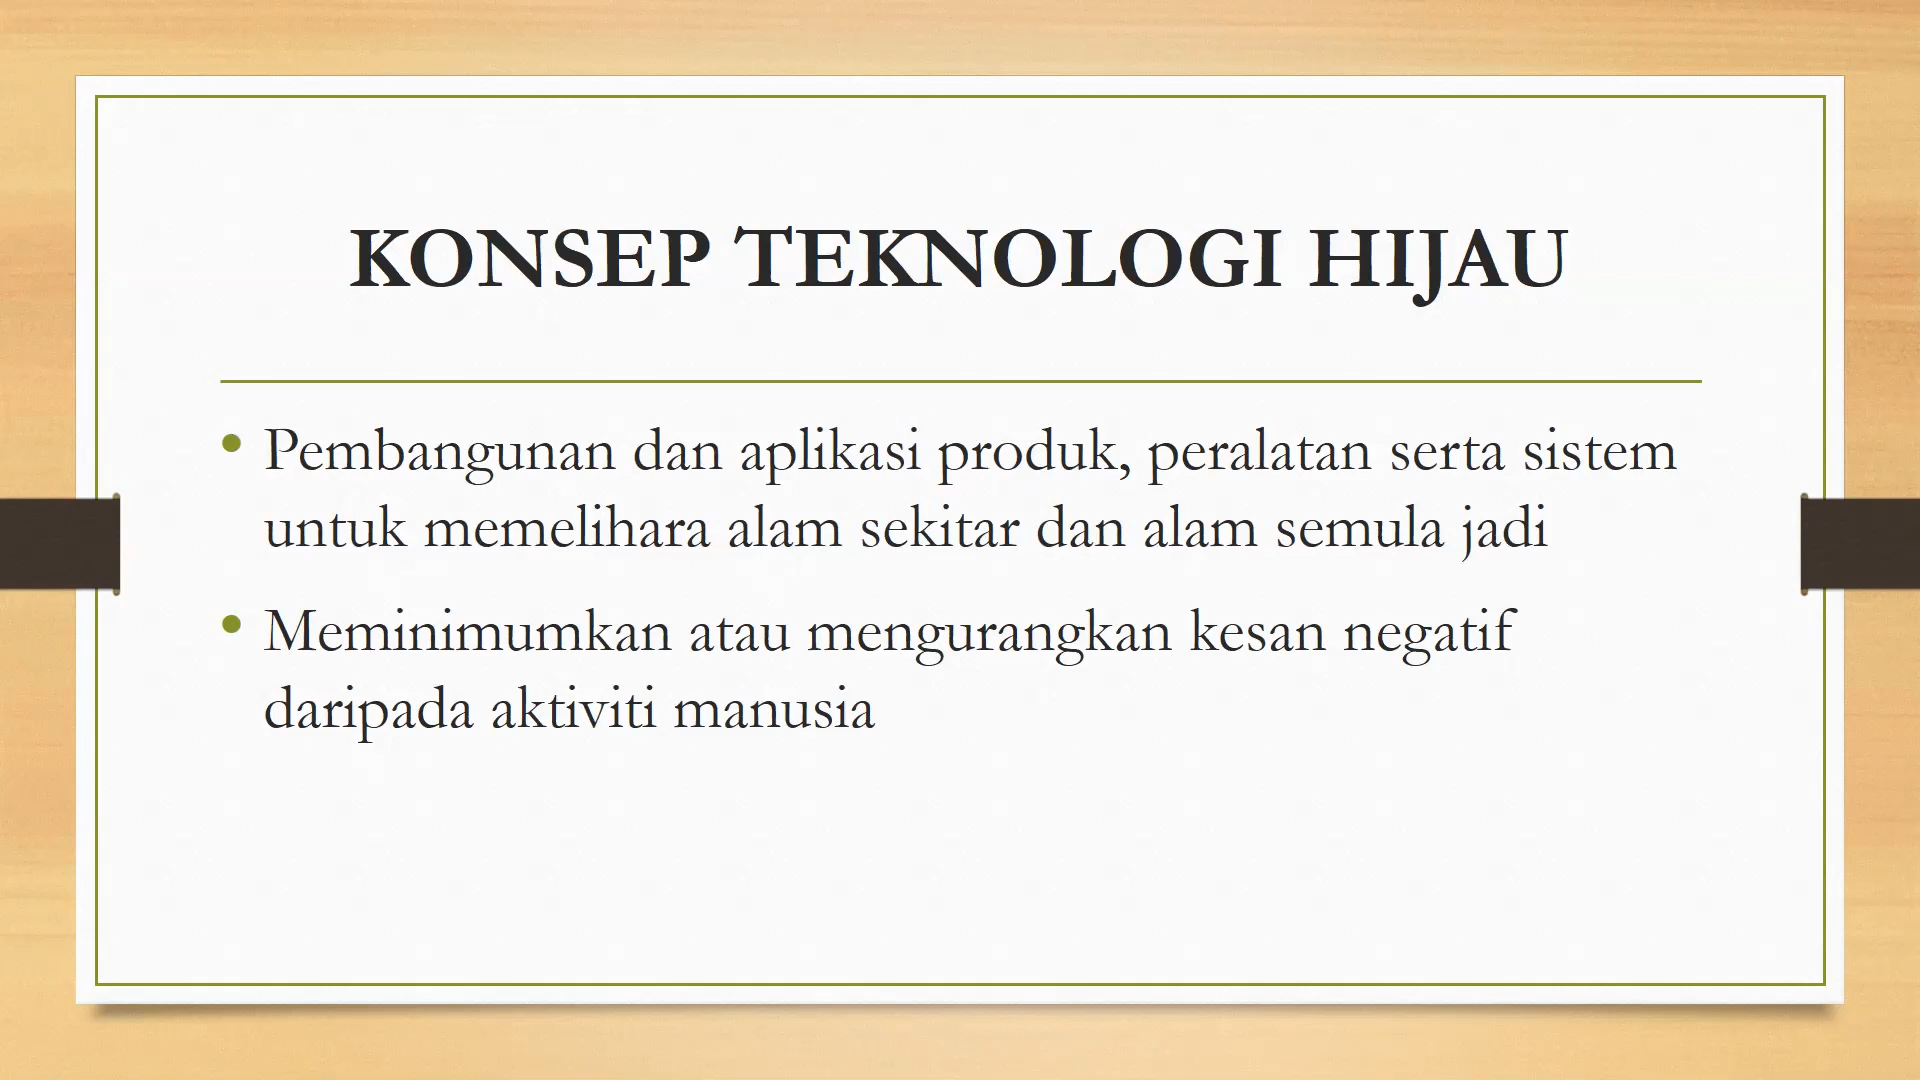 KONSEP TEKNOLOGI HIJAU
• Pembangunan dan aplikasi produk, peralatan serta sistem
untuk memelihara alam sekitar dan alam semula jadi
• Meminimumkan atau mengurangkan kesan negatif
daripada aktiviti manusia